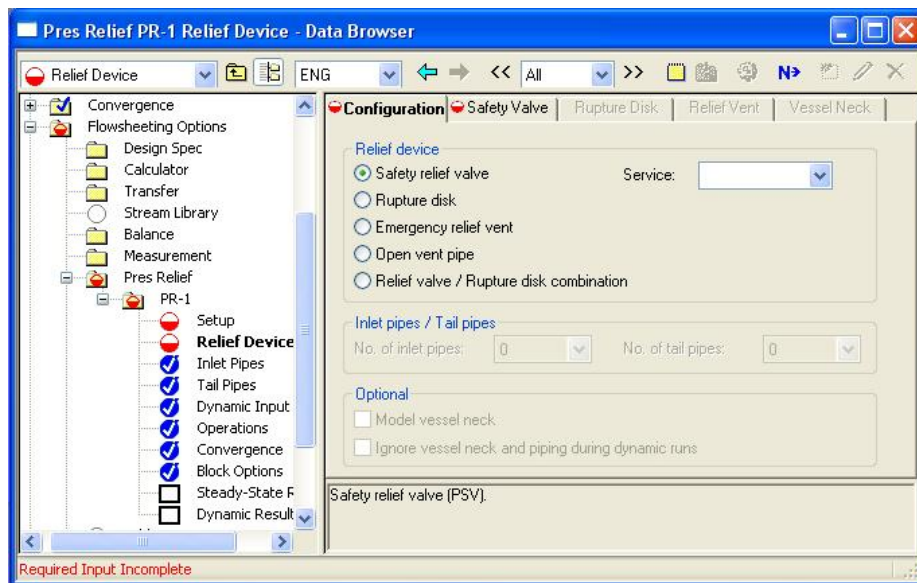 Pres Relief PR-1 Relief Device - Data Browser
Relief Device ENG << All >> N
Convergence
Flowsheeting Options
Design Spec
Calculator
Transfer
Stream Library
Balance
Measurement
Pres Relief
PR-1
Setup
Relief Device
Inlet Pipes
Tail Pipes
Dynamic Input
Operations
Convergence
Block Options
Steady-State R
Dynamic Result
Configuration Safety Valve Rupture Disk Relief Vent Vessel Neck
Relief device
Safety relief valve Service:
Rupture disk
Emergency relief vent
Open vent pipe
Relief valve / Rupture disk combination
Inlet pipes / Tail pipes
No. of inlet pipes: 0 No. of tail pipes: 0
Optional
Model vessel neck
Ignore vessel neck and piping during dynamic runs
Safety relief valve (PSV).
Required Input Incomplete